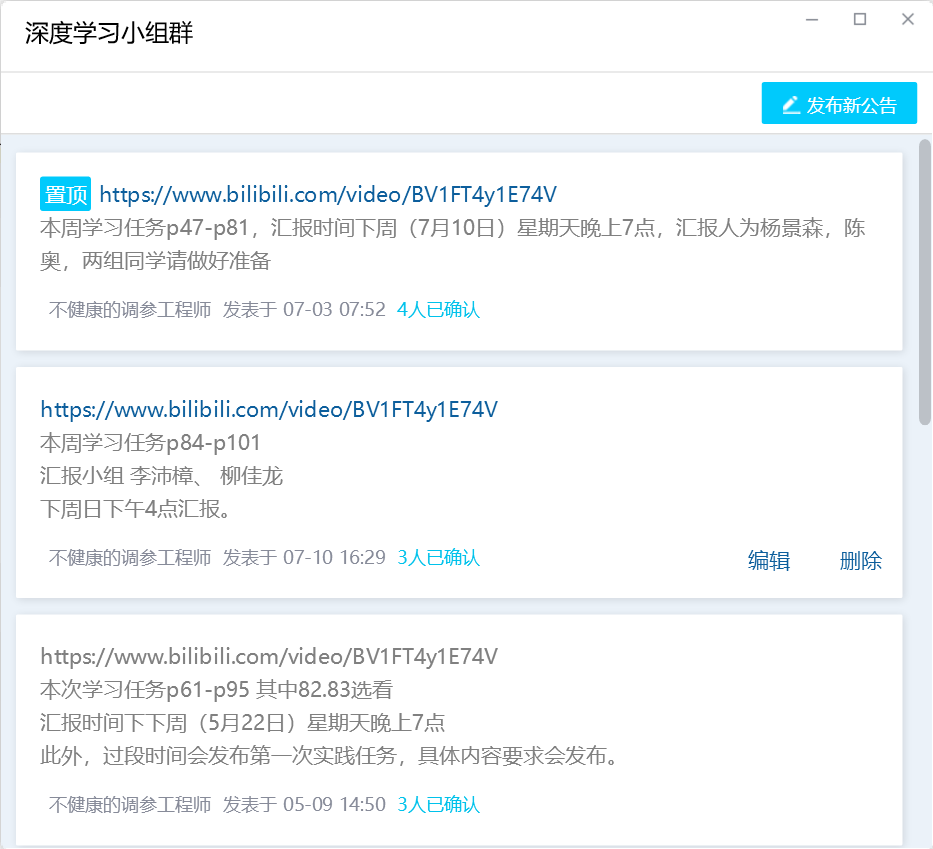 深度学习小组群
发布新公告
置顶 https://www.bilibili.com/video/BV1FT4y1E74V
本周学习任务p47-p81，汇报时间下周（7月10日）星期天晚上7点，汇报人为杨景森，陈
奥，两组同学请做好准备
不健康的调参工程师 发表于 07-03 07:52 4人已确认
https://www.bilibili.com/video/BV1FT4y1E74V
本周学习任务p84-p101
汇报小组 李沛樟、 柳佳龙
下周日下午4点汇报。
不健康的调参工程师 发表于 07-10 16:29 3人已确认 编辑 删除
https://www.bilibili.com/video/BV1FT4y1E74V
本次学习任务p61-p95 其中82.83选看
汇报时间下下周（5月22日）星期天晚上7点
此外，过段时间会发布第一次实践任务，具体内容要求会发布。
不健康的调参工程师 发表于 05-09 14:50 3人已确认